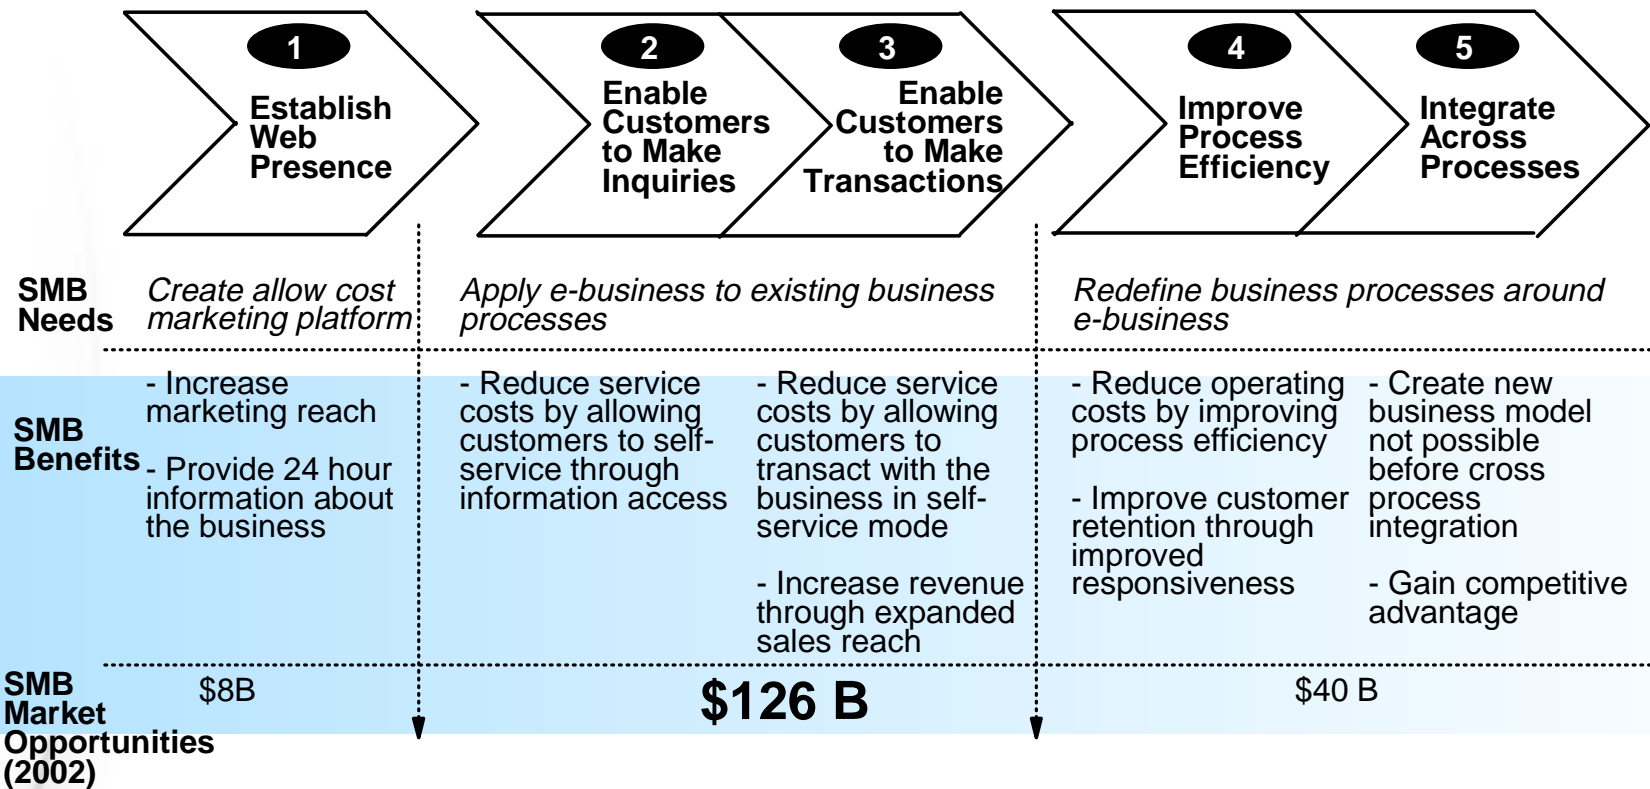 1
Establish
Web
Presence
2
Enable
Customers
to Make
Inquiries
3
Enable
Customers
to Make
Transactions
4
Improve
Process
Efficiency
5
Integrate
Across
Processes
SMB
Needs
Create allow cost
marketing platform
Apply e-business to existing business
processes
Redefine business processes around
e-business
SMB
Benefits
- Increase
marketing reach
- Provide 24 hour
information about
the business
- Reduce service
costs by allowing
customers to self-
service through
information access
- Reduce service
costs by allowing
customers to
transact with the
business in self-
service mode
- Increase revenue
through expanded
sales reach
- Reduce operating
costs by improving
process efficiency
- Improve customer
retention through
improved
responsiveness
- Create new
business model
not possible
before cross
process
integration
- Gain competitive
advantage
SMB
Market
Opportunities
(2002)
$8B
$126 B
$40 B